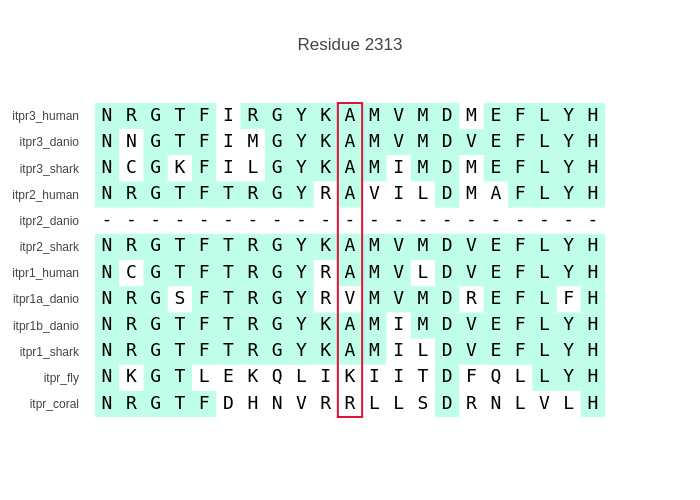 Residue 2313
itpr3_human N R G T F I R G Y K A M V M D M E F L Y H
itpr3_danio N N G T F I M G Y K A M V M D V E F L Y H
itpr3_shark N C G K F I L G Y K A M I M D M E F L Y H
itpr2_human N R G T F T R G Y R A V I L D M A F L Y H
itpr2_danio - - - - - - - - - - - - - - - - - - - - -
itpr2_shark N R G T F T R G Y K A M V M D V E F L Y H
itpr1_human N C G T F T R G Y R A M V L D V E F L Y H
itpr1a_danio N R G S F T R G Y R V M V M D R E F L F H
itpr1b_danio N R G T F T R G Y K A M I M D V E F L Y H
itpr1_shark N R G T F T R G Y K A M I L D V E F L Y H
itpr_fly N K G T L E K Q L I K I I T D F Q L L Y H
itpr_coral N R G T F D H N V R R L L S D R N L V L H